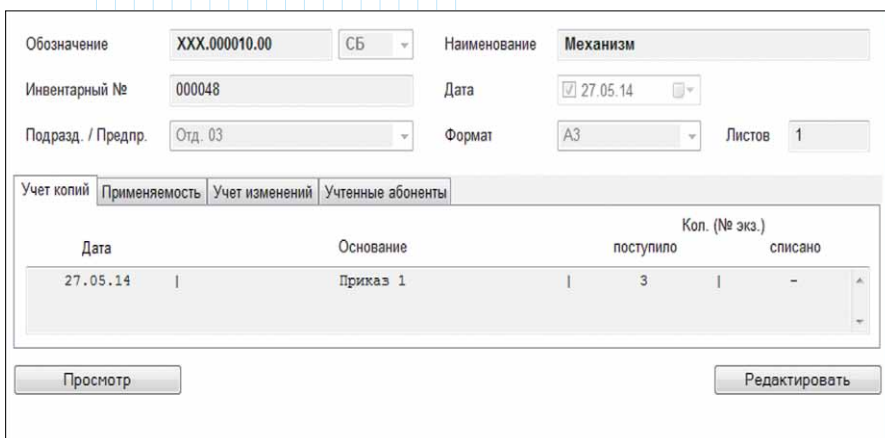 Обозначение XXX.000010.00 СБ Наименование Механизм
Инвентарный № 000048 Дата 27.05.14
Подразд. / Предпр. Отд. 03 Формат А3 Листов 1
Учет копий Применяемость Учет изменений Учтенные абоненты
Кол. (№ экз.)
Дата Основание поступило списано
27.05.14 | Приказ 1 | 3 | -
Просмотр Редактировать